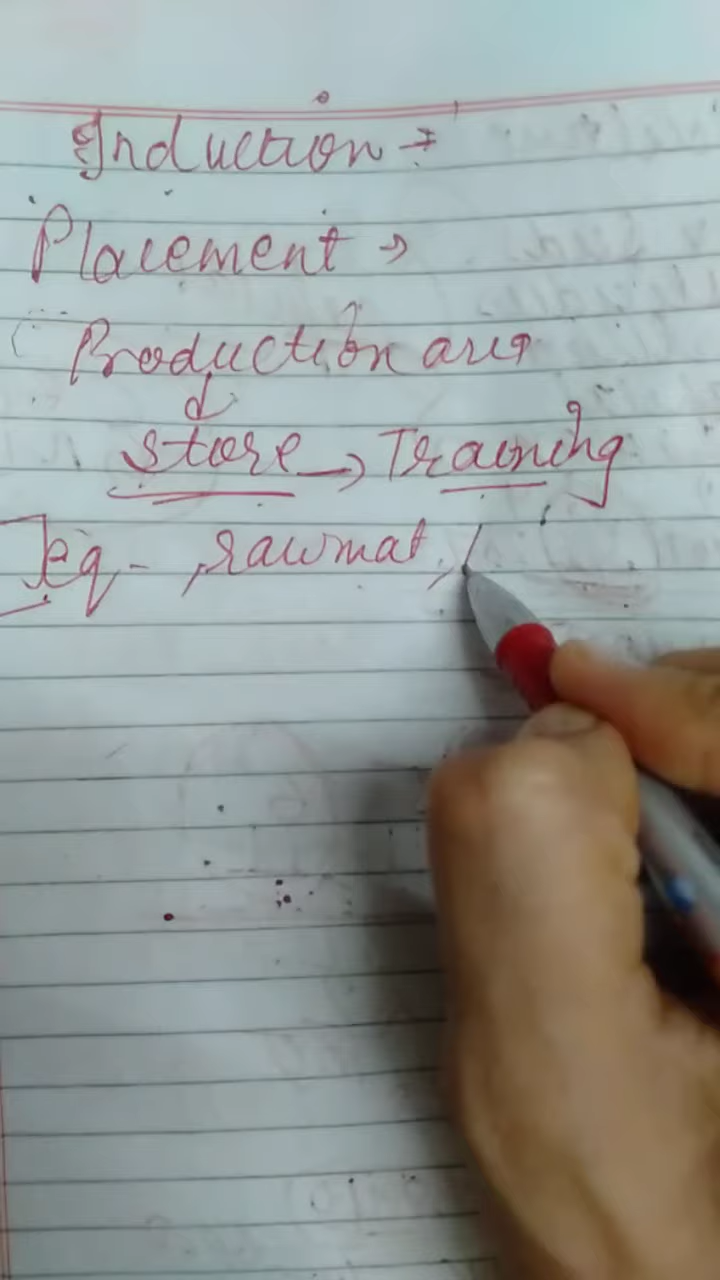 Induction →
Placement →
Production area
↓
Store → Training
eg - , rawmat, /